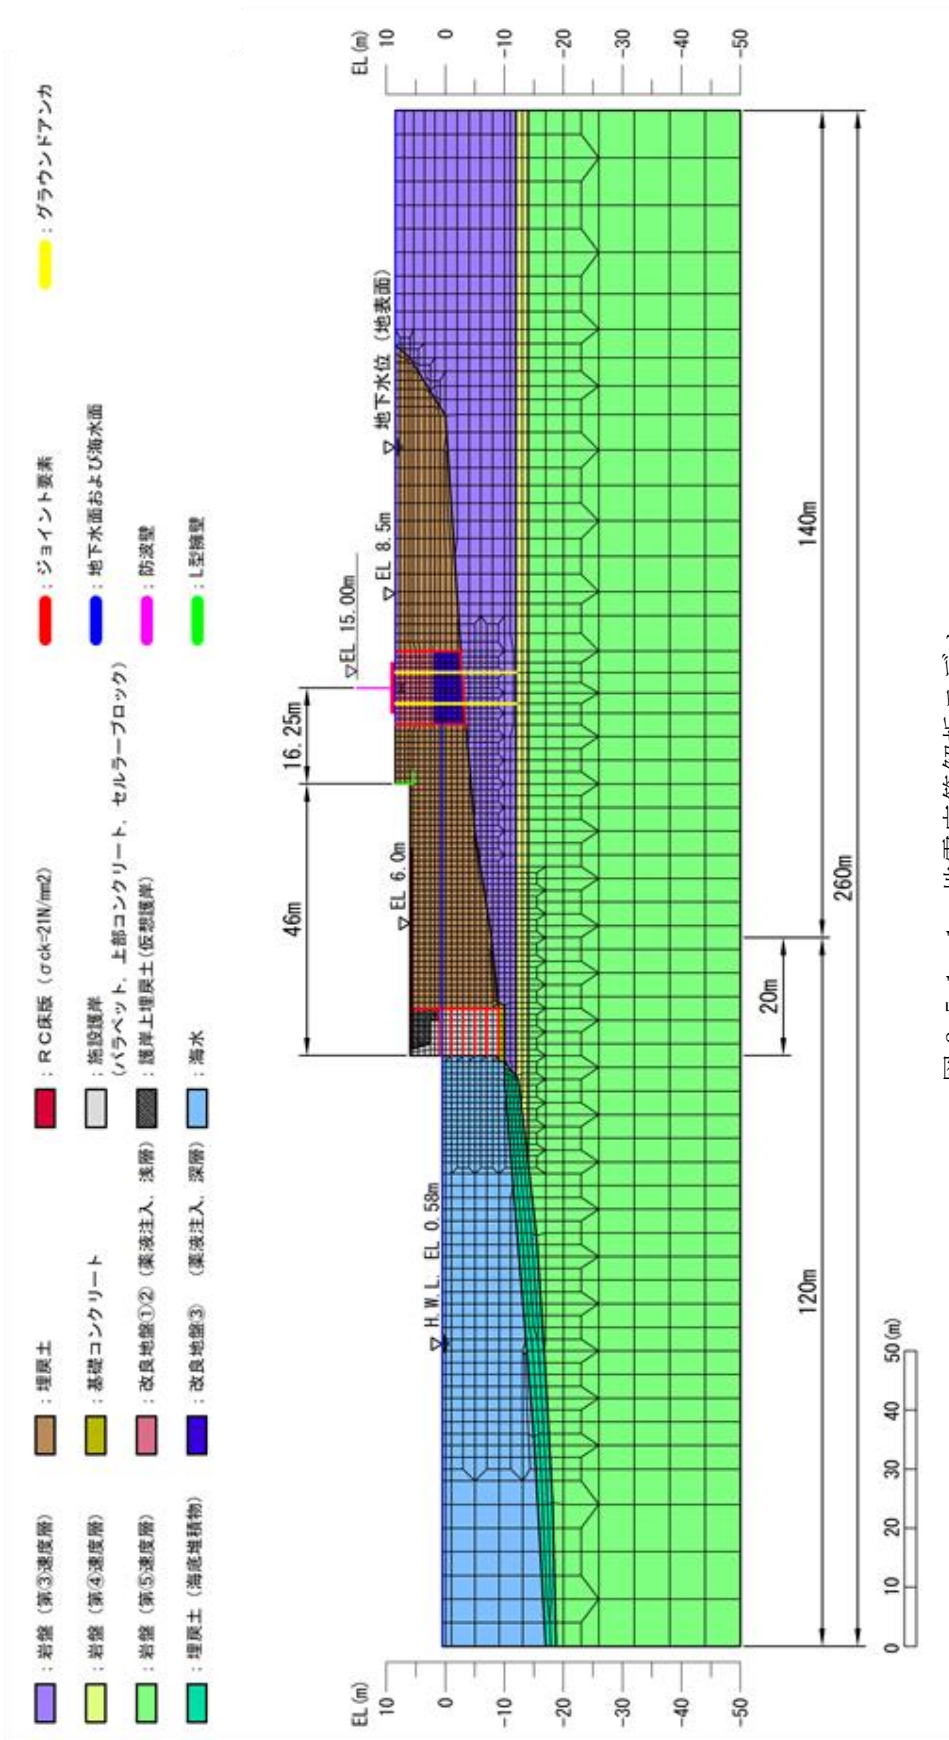 ：岩盤（第③速度層）
：岩盤（第④速度層）
：岩盤（第⑤速度層）
：埋戻土（海底堆積物）
：埋戻土
：基礎コンクリート
：改良地盤①②（薬液注入，浅層）
：改良地盤③　（薬液注入，深層）
：ＲＣ床版（σck=21N/mm2）
：施設護岸
（パラペット，上部コンクリート，セルラーブロック）
：護岸上埋戻土(仮想護岸)
：海水
：ジョイント要素
：地下水面および海水面
：防波壁
：L型擁壁
：グラウンドアンカ
46m
16.25m
▽EL 15.00m
▽EL 6.0m
▽EL 8.5m
▽ 地下水位（地表面）
▽H.W.L. EL 0.58m
EL(m)
10
0
-10
-20
-30
-40
-50
EL(m)
10
0
-10
-20
-30
-40
-50
20m
120m
140m
260m
0 10 20 30 40 50(m)